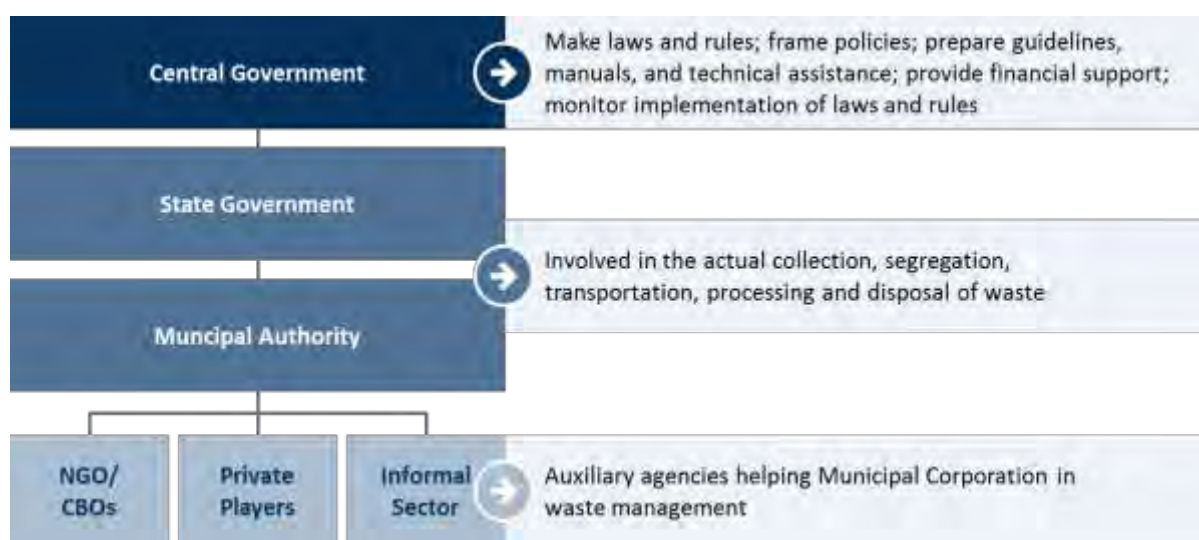 Central Government
Make laws and rules; frame policies; prepare guidelines,
manuals, and technical assistance; provide financial support;
monitor implementation of laws and rules
State Government
Involved in the actual collection, segregation,
transportation, processing and disposal of waste
Muncipal Authority
NGO/
CBOs
Private
Players
Informal
Sector
Auxiliary agencies helping Municipal Corporation in
waste management